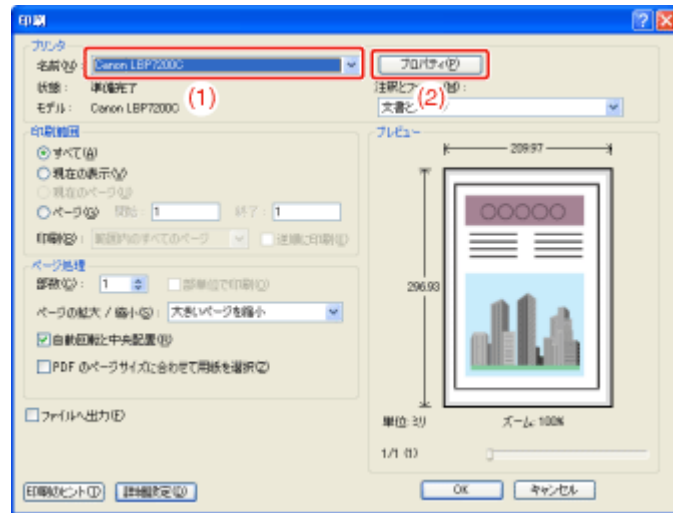 印刷
プリンタ
名前(N): Canon LBP7200C
プロパティ(P)
(1)
(2)
状態: 準備完了
モデル: Canon LBP7200C
文書と
印刷範囲
すべて(A)
現在の表示(V)
現在のページ(U)
ページ(G) 開始: 1 終了: 1
印刷(B): 範囲内のすべてのページ 逆順に印刷(E)
ページ処理
部数(C): 1 部単位で印刷(O)
ページの拡大 / 縮小(S): 大きいページを縮小
自動回転と中央配置(R)
PDF のページサイズに合わせて用紙を選択(Z)
ファイルへ出力(F)
プレビュー
209.97
296.93
○○○○○
単位: ミリ ズーム: 100%
1/1 (1)
印刷のヒント(T) 詳細設定(D) OK キャンセル